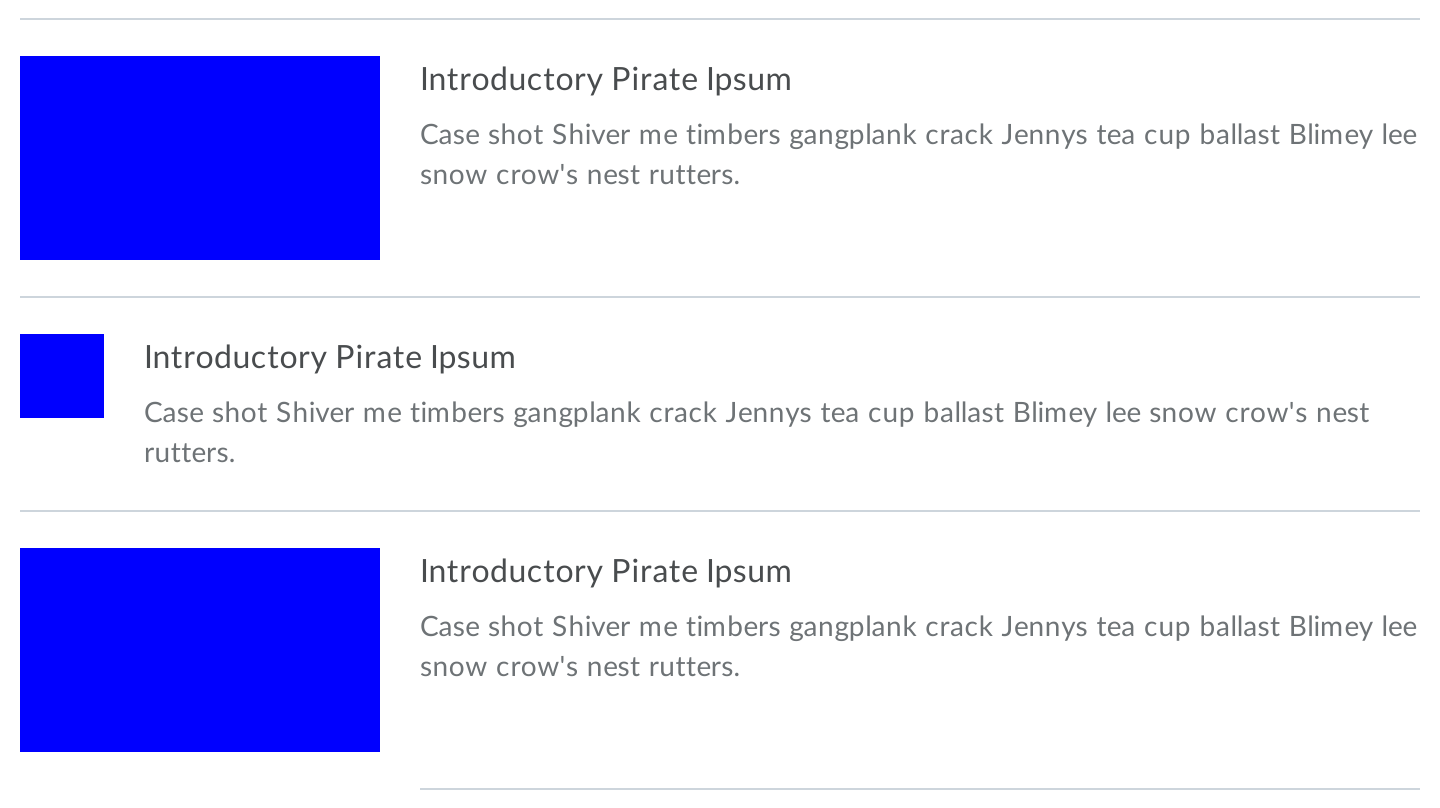 Introductory Pirate Ipsum
Case shot Shiver me timbers gangplank crack Jennys tea cup ballast Blimey lee
snow crow's nest rutters.
Introductory Pirate Ipsum
Case shot Shiver me timbers gangplank crack Jennys tea cup ballast Blimey lee snow crow's nest
rutters.
Introductory Pirate Ipsum
Case shot Shiver me timbers gangplank crack Jennys tea cup ballast Blimey lee
snow crow's nest rutters.